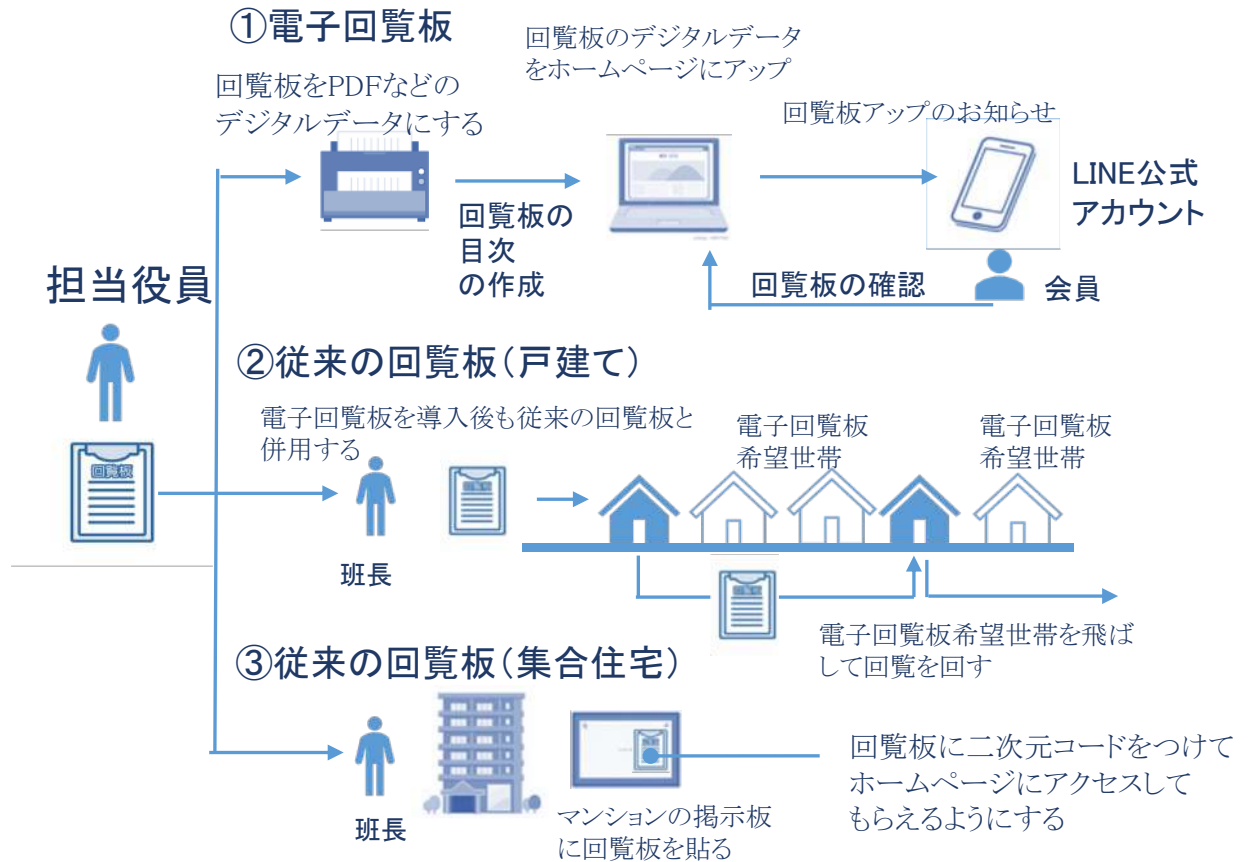 ①電子回覧板
回覧板をPDFなどの
デジタルデータにする
回覧板のデジタルデータ
をホームページにアップ
回覧板アップのお知らせ
LINE公式
アカウント
回覧板の
目次
の作成
回覧板の確認
会員
担当役員
回覧板
②従来の回覧板(戸建て)
電子回覧板を導入後も従来の回覧板と
併用する
班長
電子回覧板
希望世帯
電子回覧板
希望世帯
電子回覧板希望世帯を飛ば
して回覧を回す
③従来の回覧板(集合住宅)
班長
マンションの掲示板
に回覧板を貼る
回覧板に二次元コードをつけて
ホームページにアクセスして
もらえるようにする